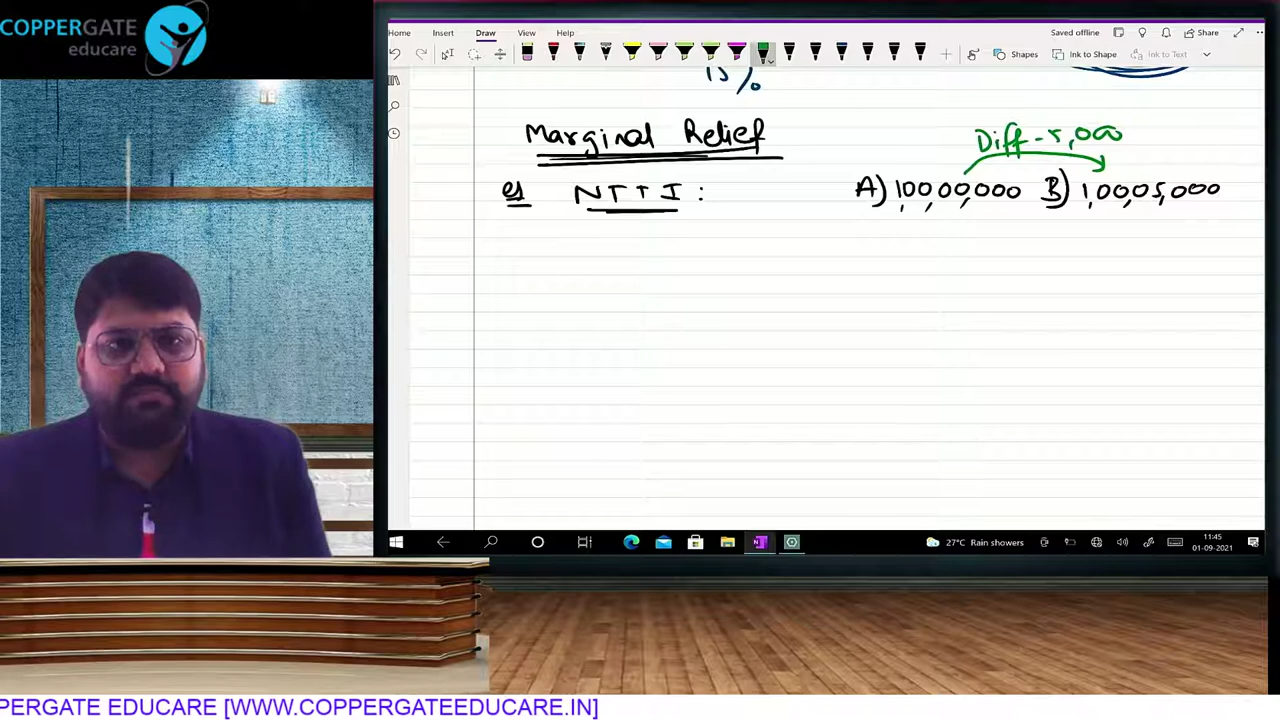 COPPERGATE
educare
Home Insert Draw View Help
Saved offline
Share
Shapes
Ink to Shape
Ink to Text
15%
Marginal Relief
Diff - 5,000
eg NTTI : A) 1,00,00,000 B) 1,00,05,000
27°C Rain showers
11:45
01-09-2021
PERGATE EDUCARE [WWW.COPPERGATEEDUCARE.IN]